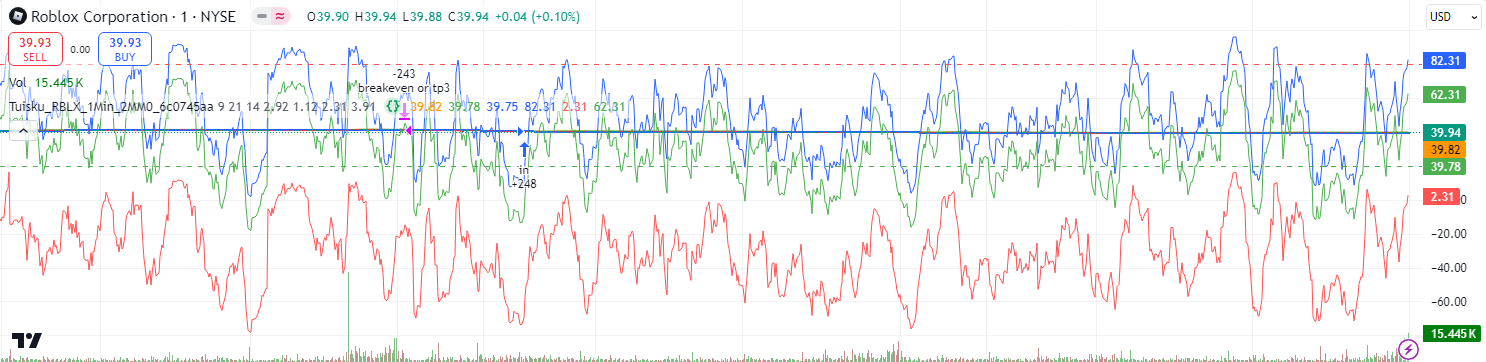 Roblox Corporation · 1 · NYSE O39.90 H39.94 L39.88 C39.94 +0.04 (+0.10%)
USD
39.93 0.00 39.93
SELL BUY
Vol 15.445K
-243
breakeven or tp3
Tuisku_RBLX_1Min_2MM0_6c0745aa 9 21 14 2.92 1.12 2.31 3.91 39.82 39.78 39.75 82.31 2.31 62.31
in
+248
82.31
62.31
39.94
39.82
39.78
2.31
−20.00
−40.00
−60.00
15.445K